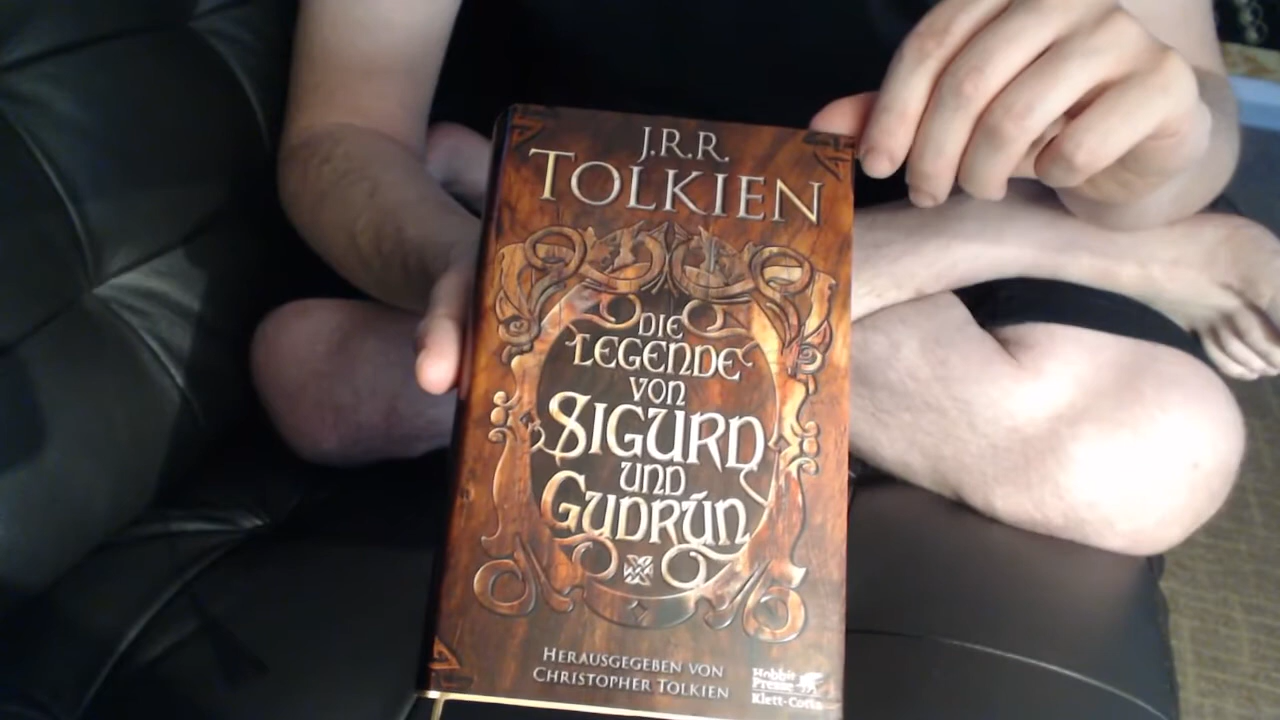 J.R.R.
TOLKIEN
DIE
LEGENDE
VON
SIGURD
UND
GUDRÚN
HERAUSGEGEBEN VON
CHRISTOPHER TOLKIEN
Hobbit
Presse
Klett-Cotta